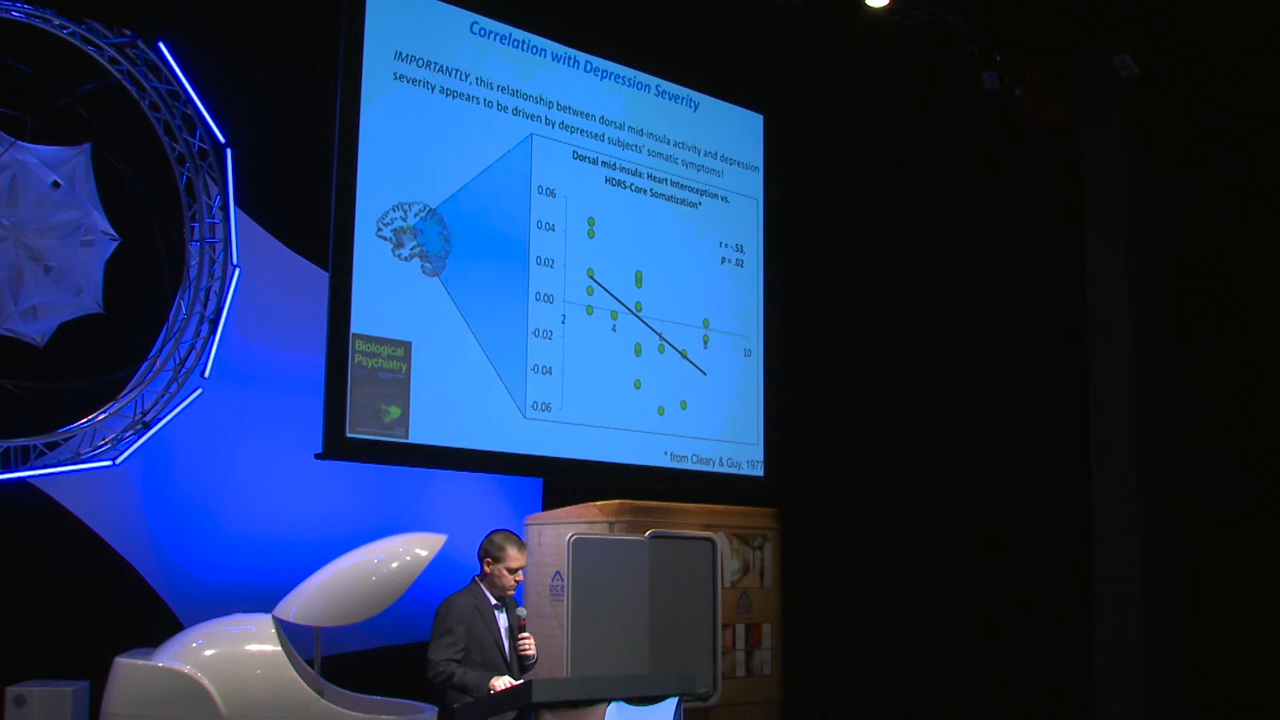 Correlation with Depression Severity
IMPORTANTLY, this relationship between dorsal mid-insula activity and depression
severity appears to be driven by depressed subjects' somatic symptoms!
Dorsal mid-insula: Heart Interoception vs.
HDRS-Core Somatization*
0.06
0.04
0.02
0.00
-0.02
-0.04
-0.06
2
4
6
8
10
r = -.53,
p = .02
Biological
Psychiatry
* from Cleary & Guy, 1977
ace